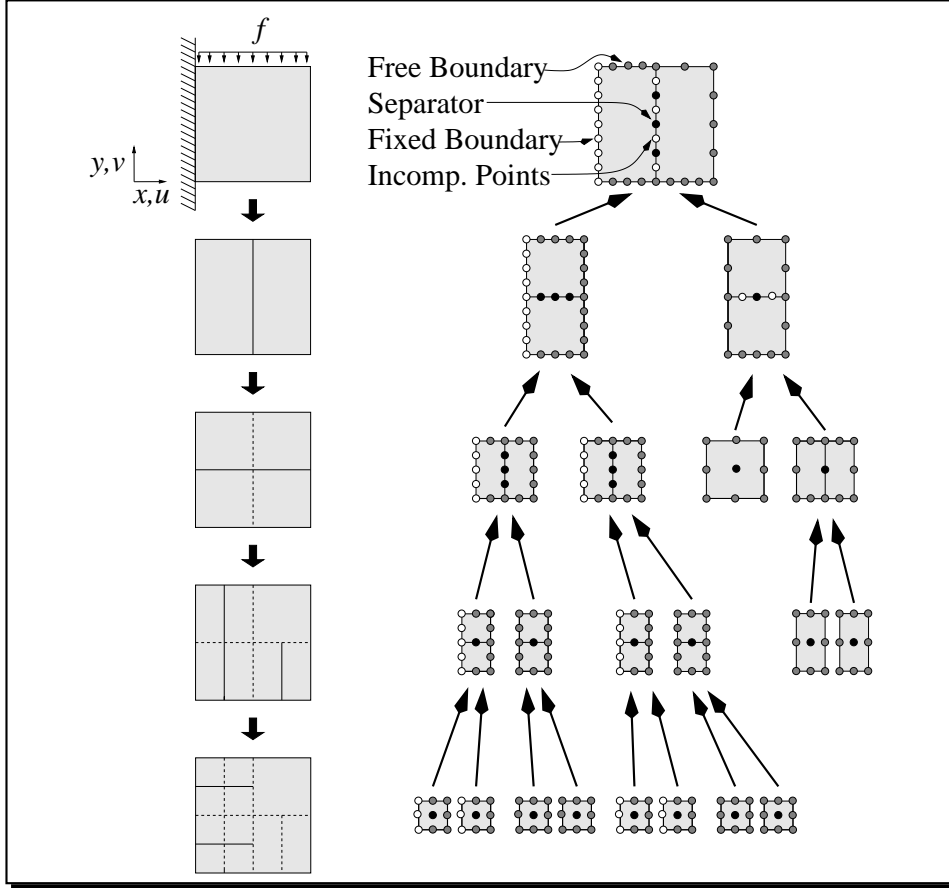 f
Free Boundary
Separator
Fixed Boundary
Incomp. Points
y,v
x,u